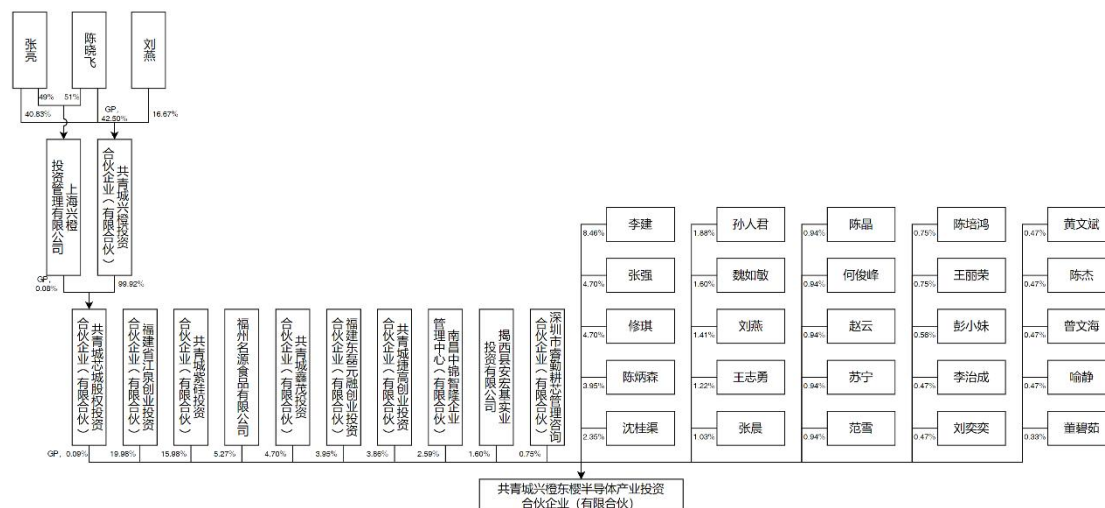 张亮
陈晓飞
刘燕
49%
51%
40.83%
GP，
42.50%
16.67%
上海兴橙
投资管理有限公司
共青城兴橙投资
合伙企业（有限合伙）
GP，
0.08%
99.92%
共青城芯城股权投资
合伙企业（有限合伙）
福建省江泉创业投资
合伙企业（有限合伙）
共青城紫硅投资
合伙企业（有限合伙）
福州名源食品有限公司
共青城鑫茂投资
合伙企业（有限合伙）
福建东磊元融创业投资
合伙企业（有限合伙）
共青城捷高创业投资
合伙企业（有限合伙）
南昌中锦智隆企业
管理中心（有限合伙）
揭西县安宏基实业
投资有限公司
深圳市睿勤耕芯管理咨询
合伙企业（有限合伙）
GP，0.09%
19.98%
15.98%
5.27%
4.70%
3.95%
3.86%
2.59%
1.60%
0.75%
8.46%
李建
1.88%
孙人君
0.94%
陈晶
0.75%
陈培鸿
0.47%
黄文斌
4.70%
张强
1.60%
魏如敏
0.94%
何俊峰
0.75%
王丽荣
0.47%
陈杰
4.70%
修琪
1.41%
刘燕
0.94%
赵云
0.58%
彭小妹
0.47%
曾文海
3.95%
陈炳森
1.22%
王志勇
0.94%
苏宁
0.47%
李治成
0.47%
喻静
2.35%
沈桂渠
1.03%
张晨
0.94%
范雪
0.47%
刘奕奕
0.33%
董碧茹
共青城兴橙东樱半导体产业投资
合伙企业（有限合伙）